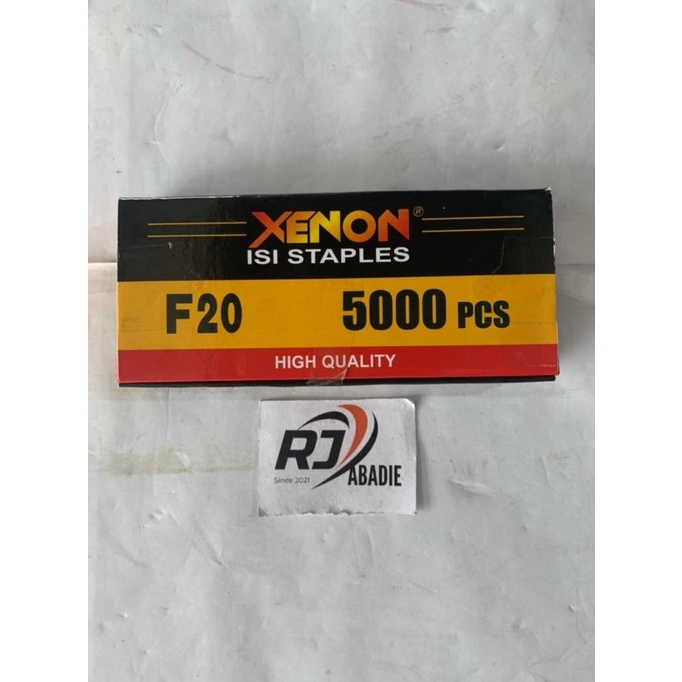 XENON®
ISI STAPLES
F20 5000 PCS
HIGH QUALITY
RJ
Since 2021 ABADIE